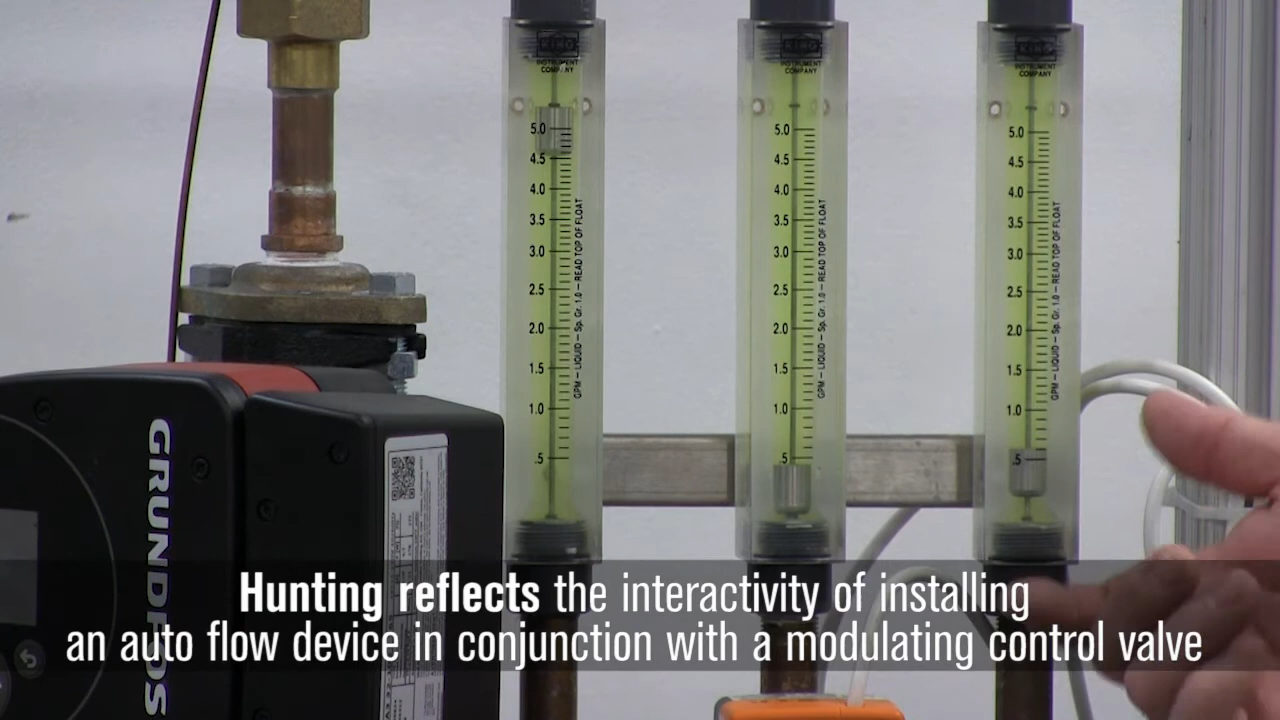 KING
INSTRUMENT
COMPANY
5.0
4.5
4.0
3.5
3.0
2.5
2.0
1.5
1.0
.5
GPM – LIQUID – Sp. Gr. 1.0 – READ TOP OF FLOAT
KING
INSTRUMENT
COMPANY
5.0
4.5
4.0
3.5
3.0
2.5
2.0
1.5
1.0
.5
GPM – LIQUID – Sp. Gr. 1.0 – READ TOP OF FLOAT
KING
INSTRUMENT
COMPANY
5.0
4.5
4.0
3.5
3.0
2.5
2.0
1.5
1.0
.5
GPM – LIQUID – Sp. Gr. 1.0 – READ TOP OF FLOAT
GRUNDFOS
Hunting reflects the interactivity of installing
an auto flow device in conjunction with a modulating control valve